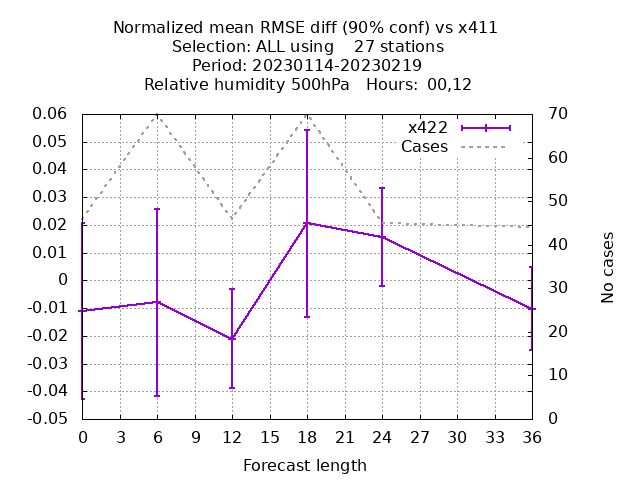 Normalized mean RMSE diff (90% conf) vs x411
Selection: ALL using    27 stations
Period: 20230114-20230219
Relative humidity 500hPa   Hours: 00,12
x422
Cases
0.06
0.05
0.04
0.03
0.02
0.01
0
-0.01
-0.02
-0.03
-0.04
-0.05
70
60
50
40
30
20
10
0
No cases
0 3 6 9 12 15 18 21 24 27 30 33 36
Forecast length